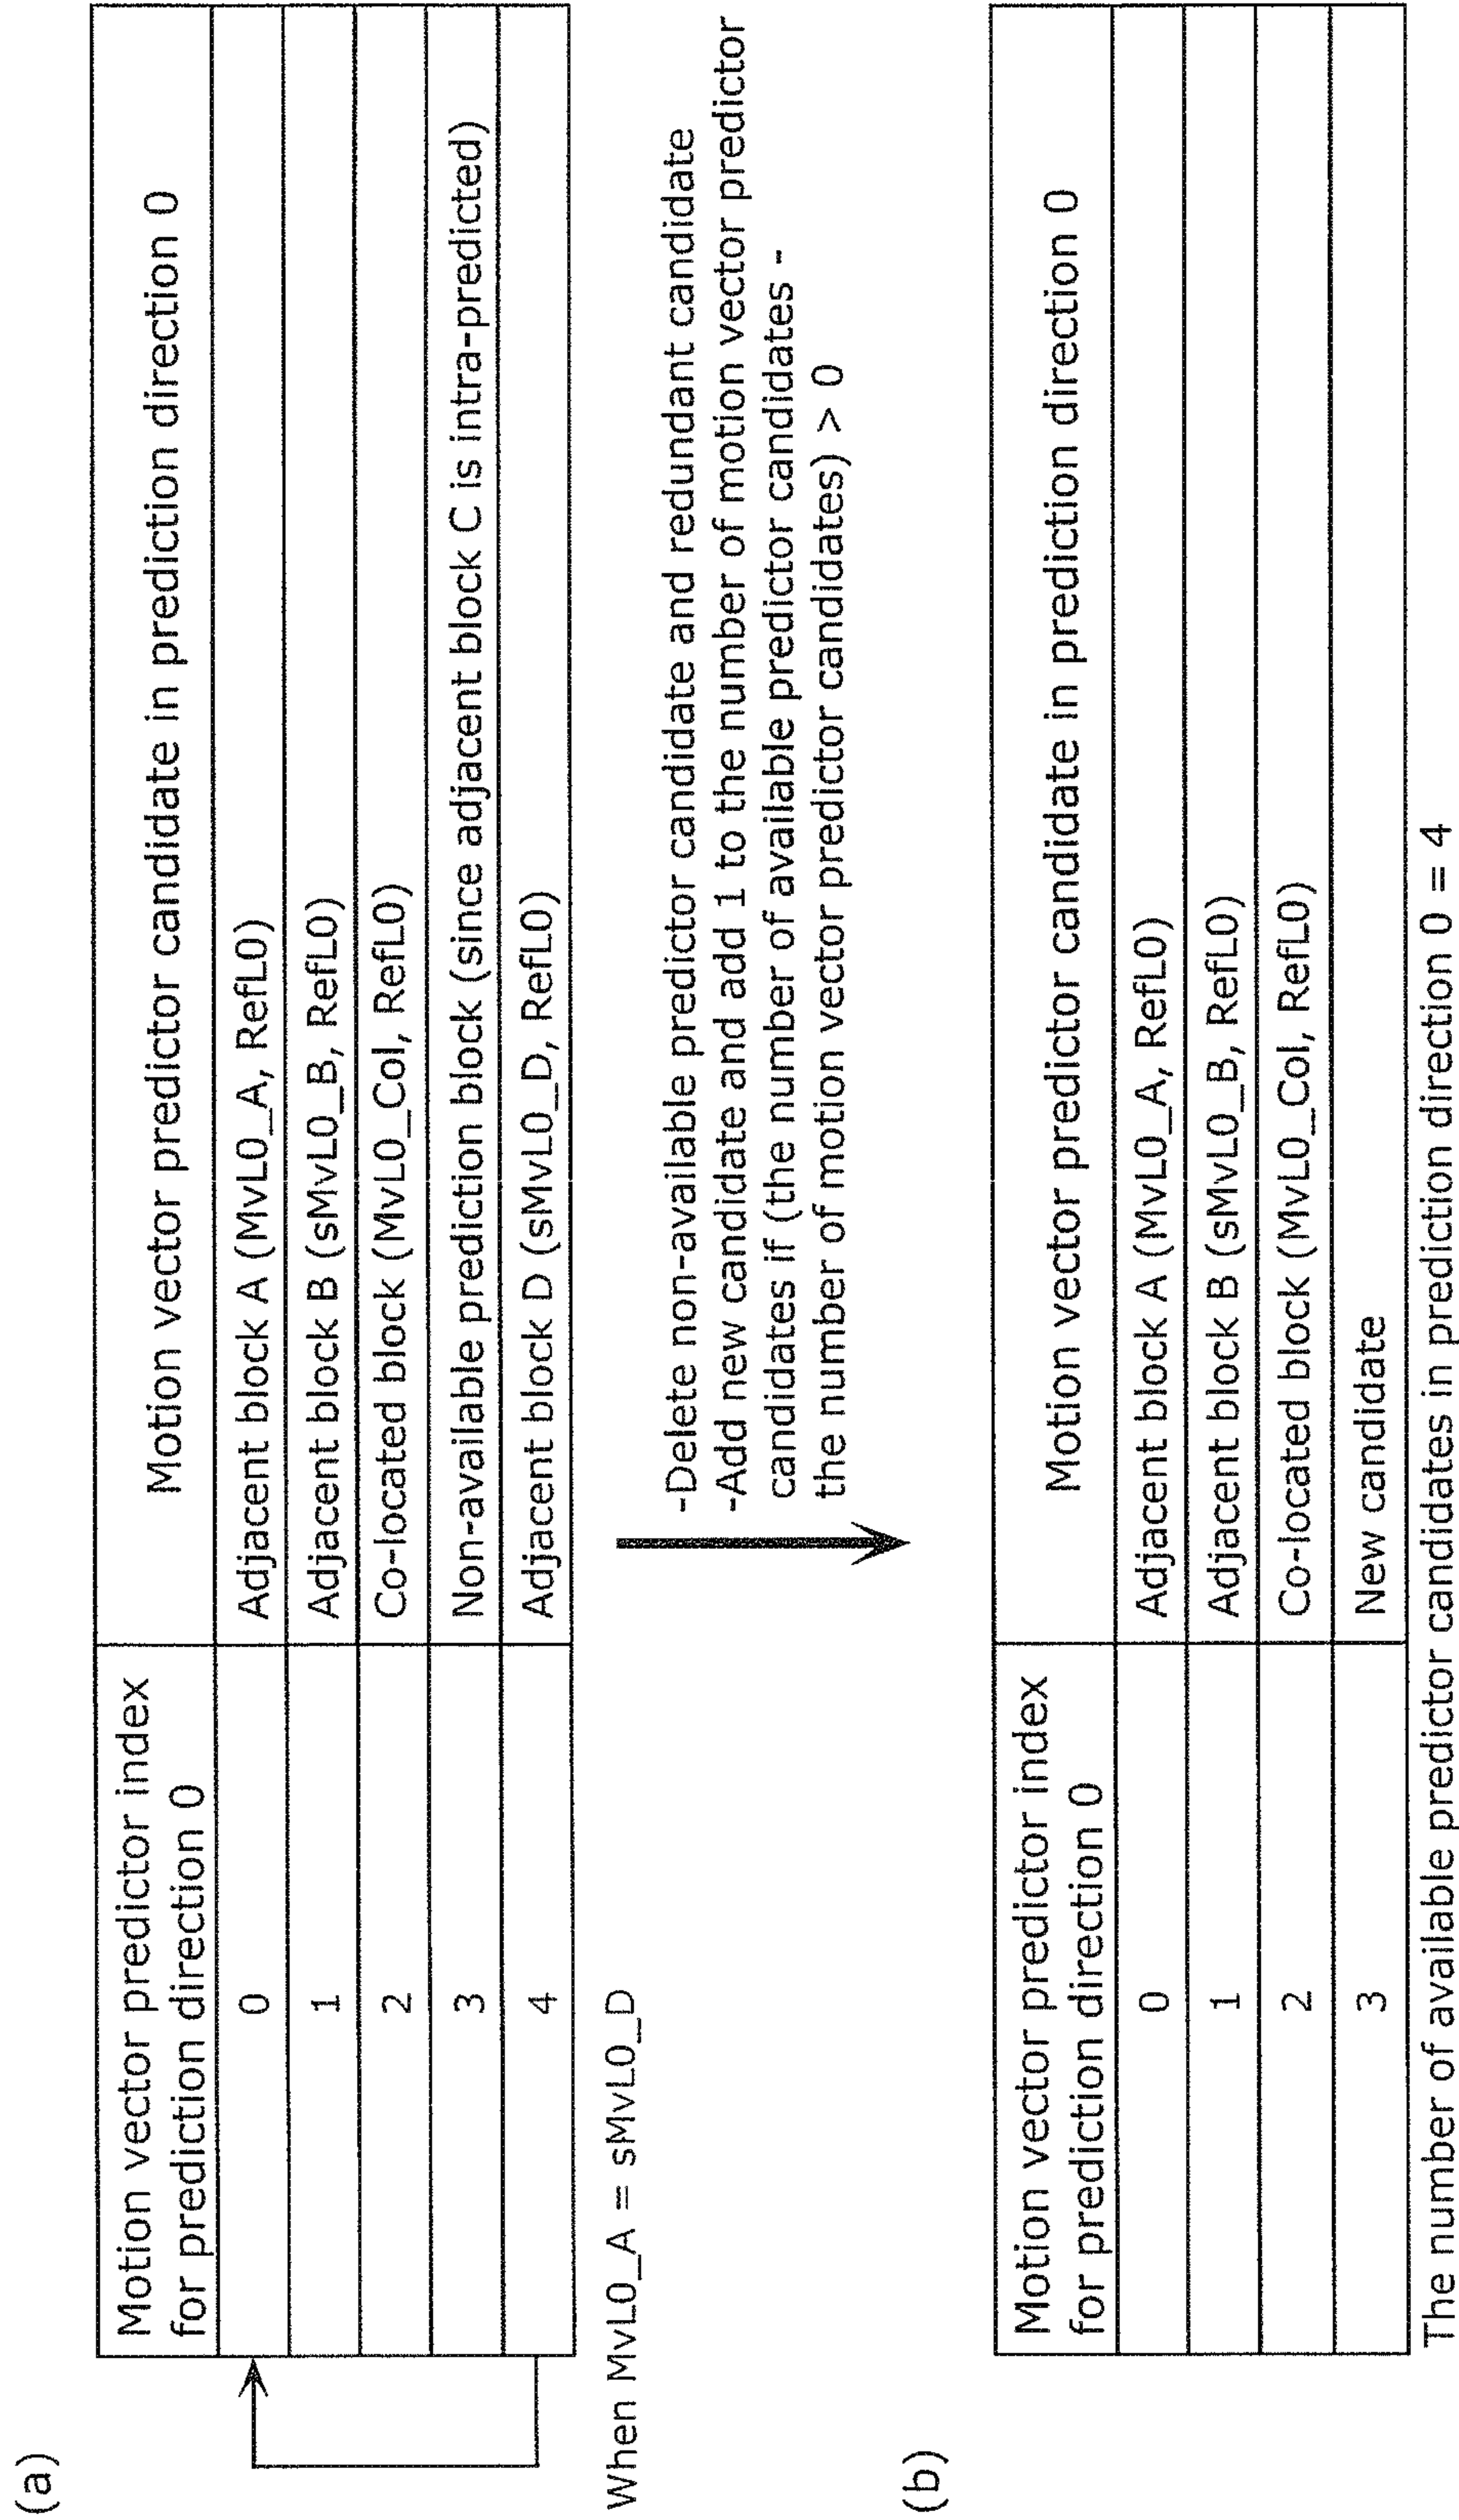 (a)
Motion vector predictor index
for prediction direction 0
Motion vector predictor candidate in prediction direction 0
0
Adjacent block A (MvL0_A, RefL0)
1
Adjacent block B (sMvL0_B, RefL0)
2
Co-located block (MvL0_Col, RefL0)
3
Non-available prediction block (since adjacent block C is intra-predicted)
4
Adjacent block D (sMvL0_D, RefL0)
When MvL0_A = sMvL0_D
-Delete non-available predictor candidate and redundant candidate
-Add new candidate and add 1 to the number of motion vector predictor
candidates if (the number of available predictor candidates -
the number of motion vector predictor candidates) > 0
(b)
Motion vector predictor index
for prediction direction 0
Motion vector predictor candidate in prediction direction 0
0
Adjacent block A (MvL0_A, RefL0)
1
Adjacent block B (sMvL0_B, RefL0)
2
Co-located block (MvL0_Col, RefL0)
3
New candidate
The number of available predictor candidates in prediction direction 0 = 4